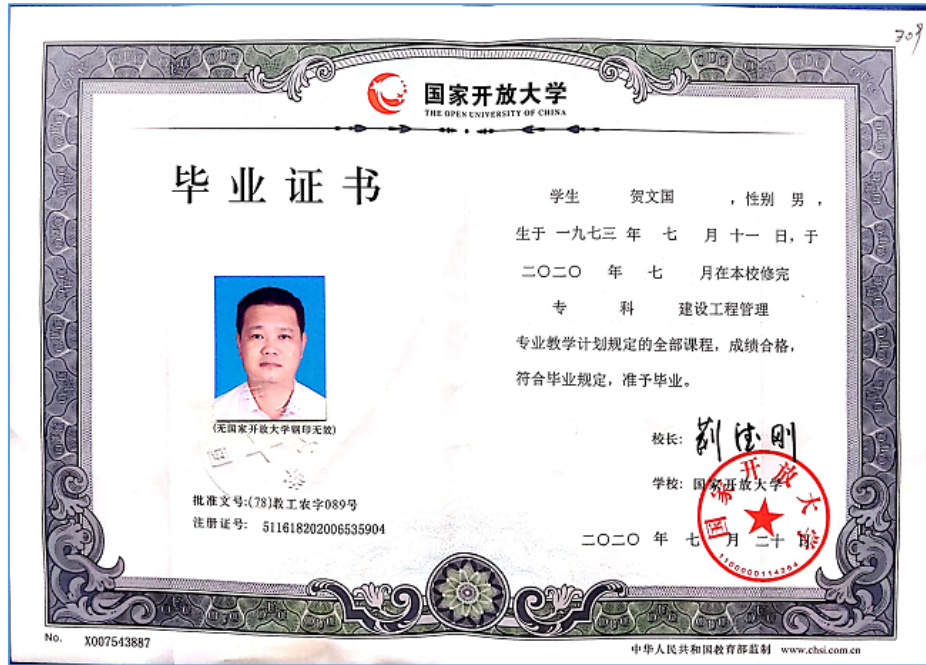 309
国家开放大学
THE OPEN UNIVERSITY OF CHINA
毕业证书
学生 贺文国 ，性别 男 ，
生于 一九七三 年 七 月 十一 日，于
二〇二〇 年 七 月在本校修完
专 科 建设工程管理
专业教学计划规定的全部课程，成绩合格，
符合毕业规定，准予毕业。
(无国家开放大学钢印无效)
批准文号:(78)教工农字089号
注册证号: 511618202006535904
校长: 荆德刚
学校: 国家开放大学
国家开放大学
1100000114284
二〇二〇 年 七 月 二十 日
No. X007543887
中华人民共和国教育部监制 www.chsi.com.cn